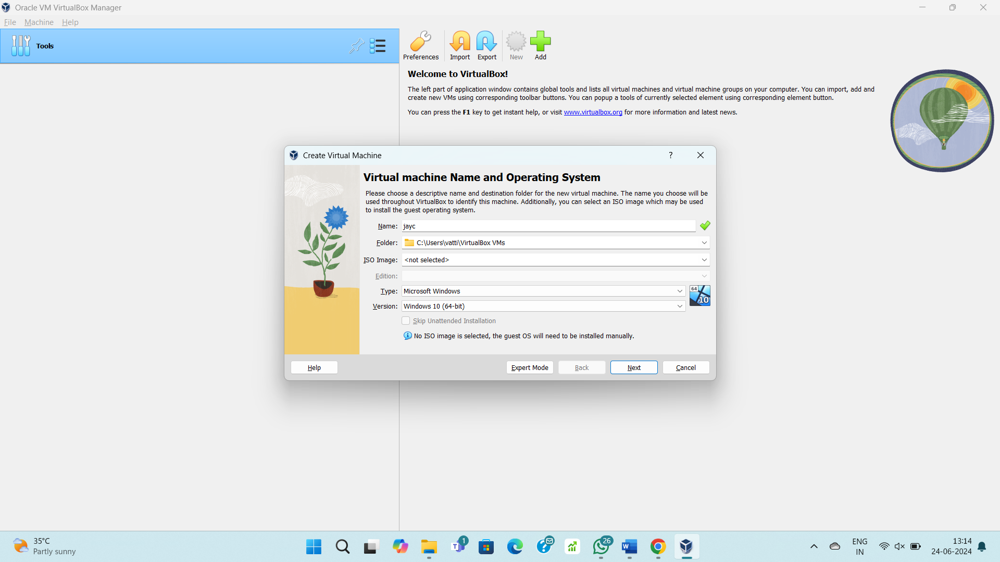 Oracle VM VirtualBox Manager
File Machine Help
Tools
Preferences Import Export New Add
Welcome to VirtualBox!
The left part of application window contains global tools and lists all virtual machines and virtual machine groups on your computer. You can import, add and
create new VMs using corresponding toolbar buttons. You can popup a tools of currently selected element using corresponding element button.
You can press the F1 key to get instant help, or visit www.virtualbox.org for more information and latest news.
Create Virtual Machine
?
Virtual machine Name and Operating System
Please choose a descriptive name and destination folder for the new virtual machine. The name you choose will be
used throughout VirtualBox to identify this machine. Additionally, you can select an ISO image which may be used
to install the guest operating system.
Name: jayc
Folder: C:\Users\vatti\VirtualBox VMs
ISO Image: <not selected>
Edition:
Type: Microsoft Windows
64
10
Version: Windows 10 (64-bit)
Skip Unattended Installation
No ISO image is selected, the guest OS will need to be installed manually.
Help Expert Mode Back Next Cancel
35°C
Partly sunny
1
26
ENG
IN
13:14
24-06-2024